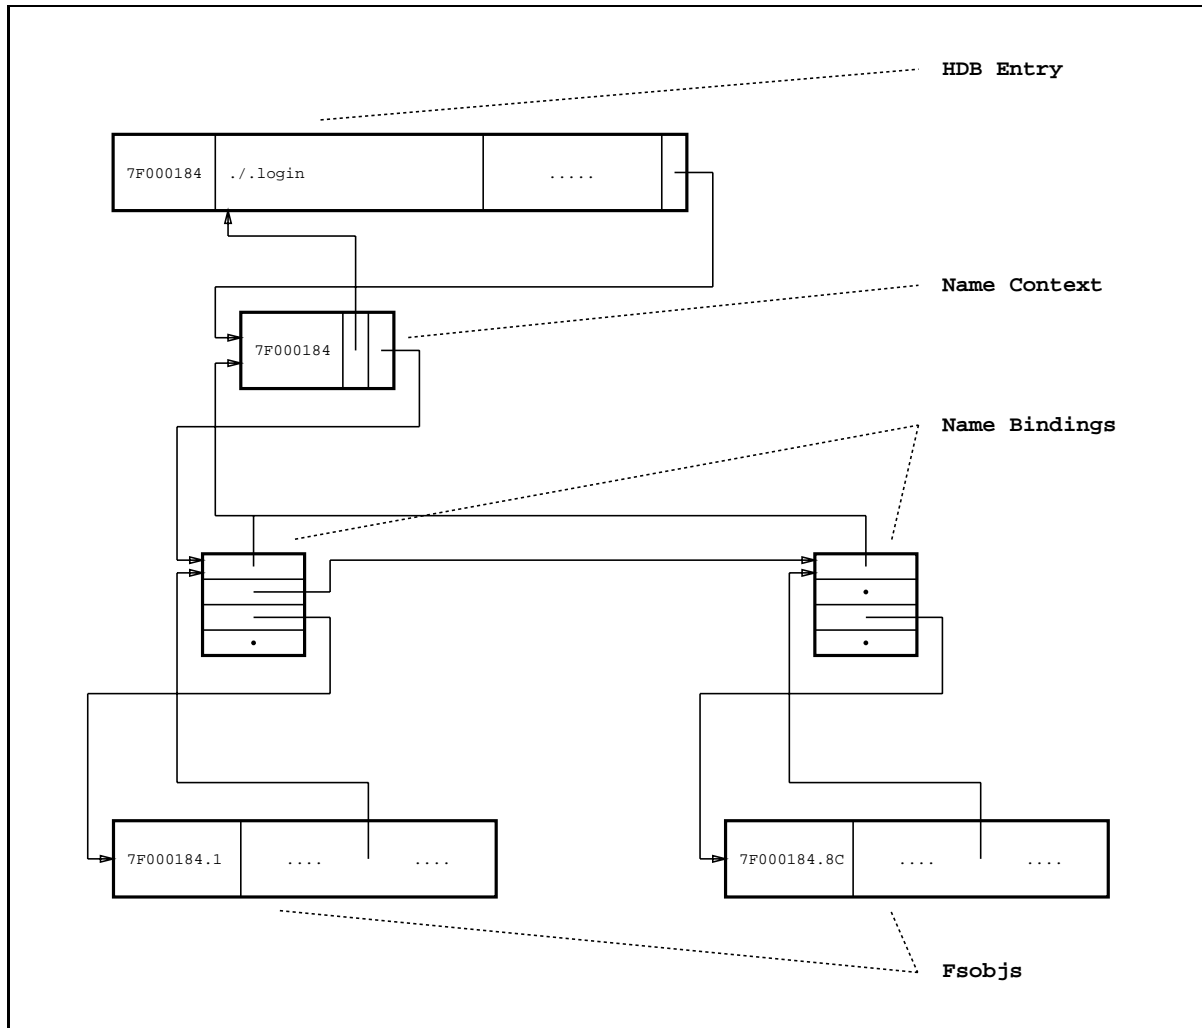 HDB Entry
7F000184 ./.login .....
Name Context
7F000184
Name Bindings
7F000184.1 .... ....
7F000184.8C .... ....
Fsobjs